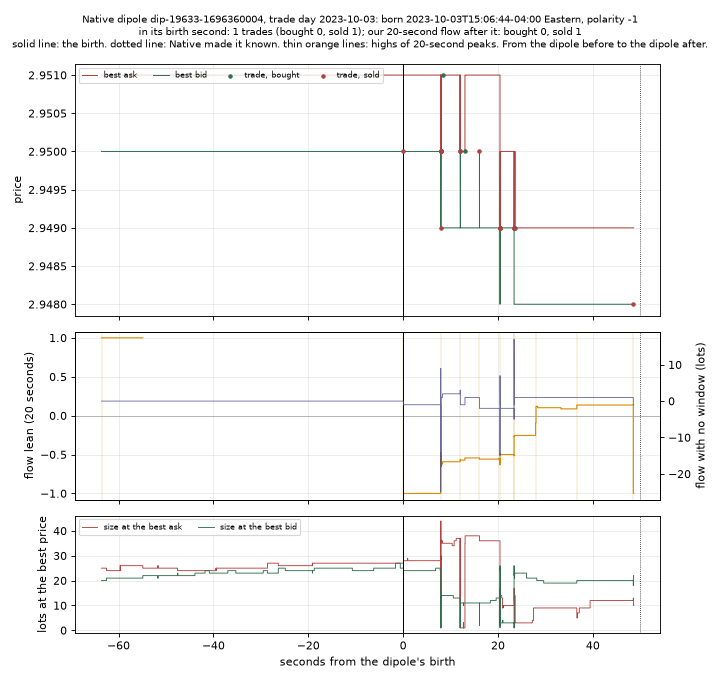 Native dipole dip-19633-1696360004, trade day 2023-10-03: born 2023-10-03T15:06:44-04:00 Eastern, polarity -1
in its birth second: 1 trades (bought 0, sold 1); our 20-second flow after it: bought 0, sold 1
solid line: the birth. dotted line: Native made it known. thin orange lines: highs of 20-second peaks. From the dipole before to the dipole after.
best ask best bid trade, bought trade, sold
2.9510
2.9505
2.9500
2.9495
2.9490
2.9485
2.9480
price
1.0
0.5
0.0
−0.5
−1.0
flow lean (20 seconds)
10
0
−10
−20
flow with no window (lots)
size at the best ask size at the best bid
40
30
20
10
0
lots at the best price
−60 −40 −20 0 20 40
seconds from the dipole's birth